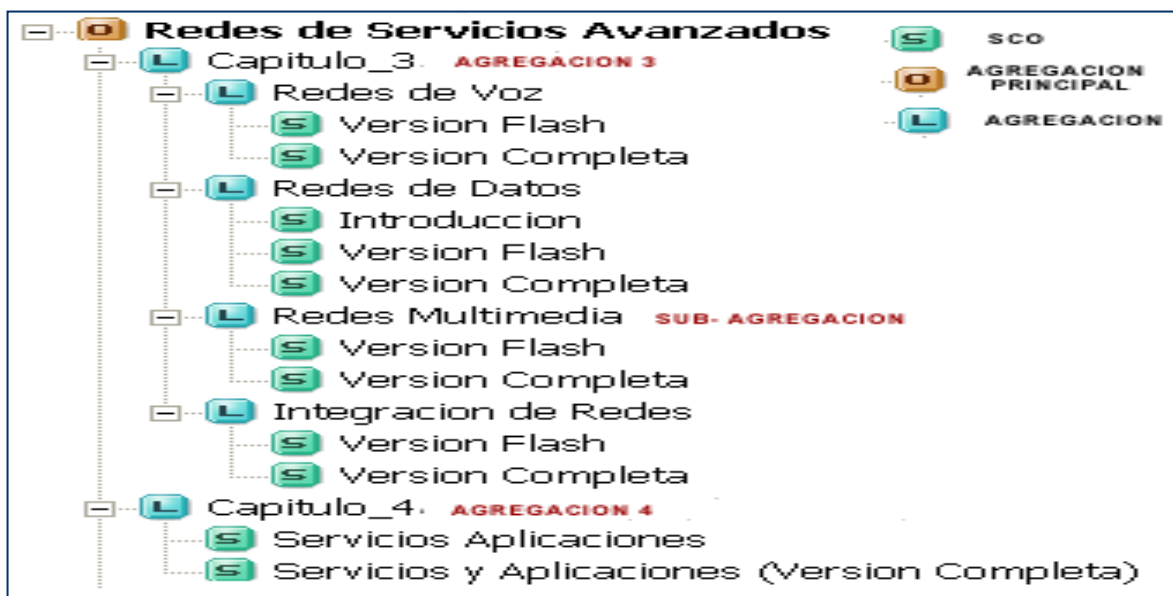 O Redes de Servicios Avanzados
L Capitulo_3. AGREGACION 3
L Redes de Voz
S Version Flash
S Version Completa
L Redes de Datos
S Introduccion
S Version Flash
S Version Completa
L Redes Multimedia SUB- AGREGACION
S Version Flash
S Version Completa
L Integracion de Redes
S Version Flash
S Version Completa
L Capitulo_4. AGREGACION 4
S Servicios Aplicaciones
S Servicios y Aplicaciones (Version Completa)
S SCO
O AGREGACION
PRINCIPAL
L AGREGACION